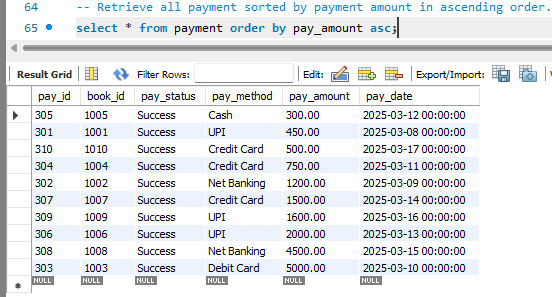 64 -- Retrieve all payment sorted by payment amount in ascending order.
65 select * from payment order by pay_amount asc;
Result Grid Filter Rows: Edit: Export/Import: W
pay_id book_id pay_status pay_method pay_amount pay_date
305 1005 Success Cash 300.00 2025-03-12 00:00:00
301 1001 Success UPI 450.00 2025-03-08 00:00:00
310 1010 Success Credit Card 500.00 2025-03-17 00:00:00
304 1004 Success Credit Card 750.00 2025-03-11 00:00:00
302 1002 Success Net Banking 1200.00 2025-03-09 00:00:00
307 1007 Success Credit Card 1500.00 2025-03-14 00:00:00
309 1009 Success UPI 1600.00 2025-03-16 00:00:00
306 1006 Success UPI 2000.00 2025-03-13 00:00:00
308 1008 Success Net Banking 4500.00 2025-03-15 00:00:00
303 1003 Success Debit Card 5000.00 2025-03-10 00:00:00
NULL NULL NULL NULL NULL NULL